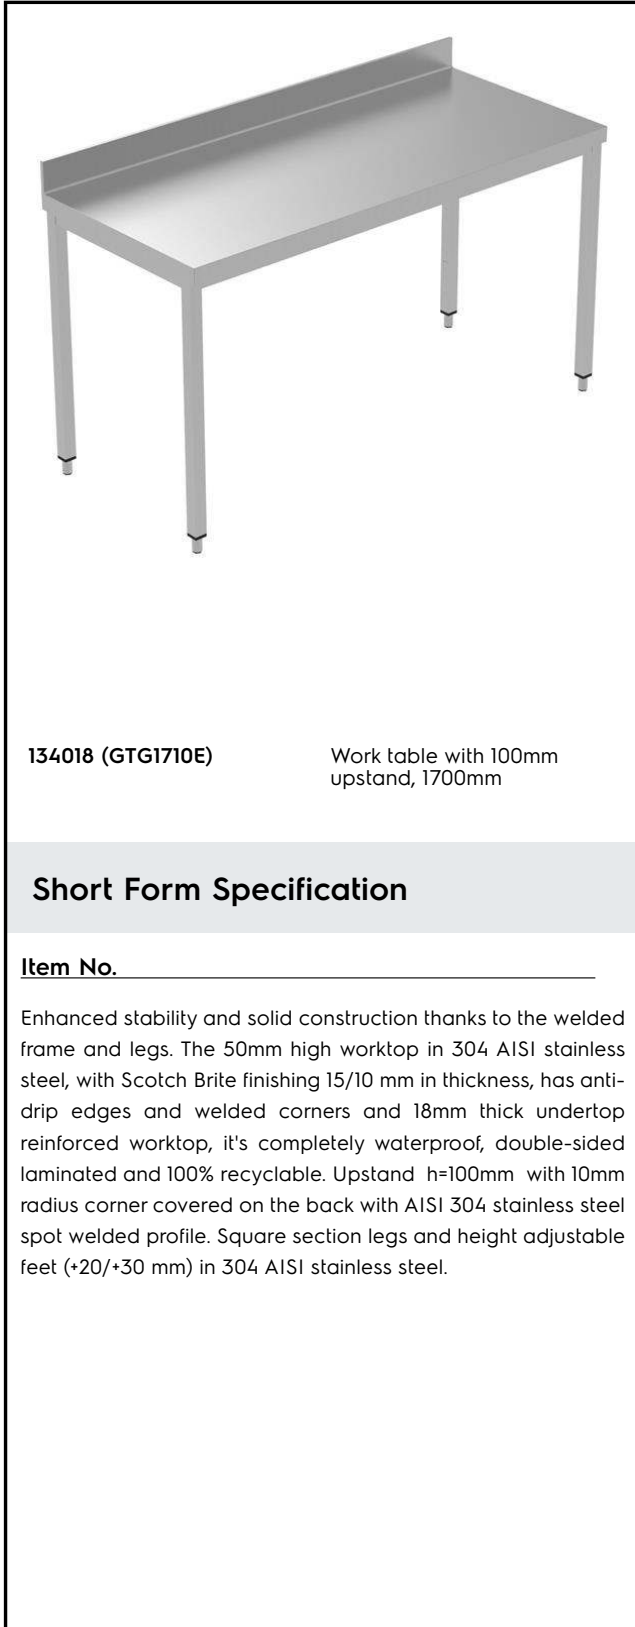 134018 (GTG1710E)
Work table with 100mm
upstand, 1700mm
Short Form Specification
Item No.
Enhanced stability and solid construction thanks to the welded
frame and legs. The 50mm high worktop in 304 AISI stainless
steel, with Scotch Brite finishing 15/10 mm in thickness, has anti-
drip edges and welded corners and 18mm thick undertop
reinforced worktop, it's completely waterproof, double-sided
laminated and 100% recyclable. Upstand h=100mm with 10mm
radius corner covered on the back with AISI 304 stainless steel
spot welded profile. Square section legs and height adjustable
feet (+20/+30 mm) in 304 AISI stainless steel.